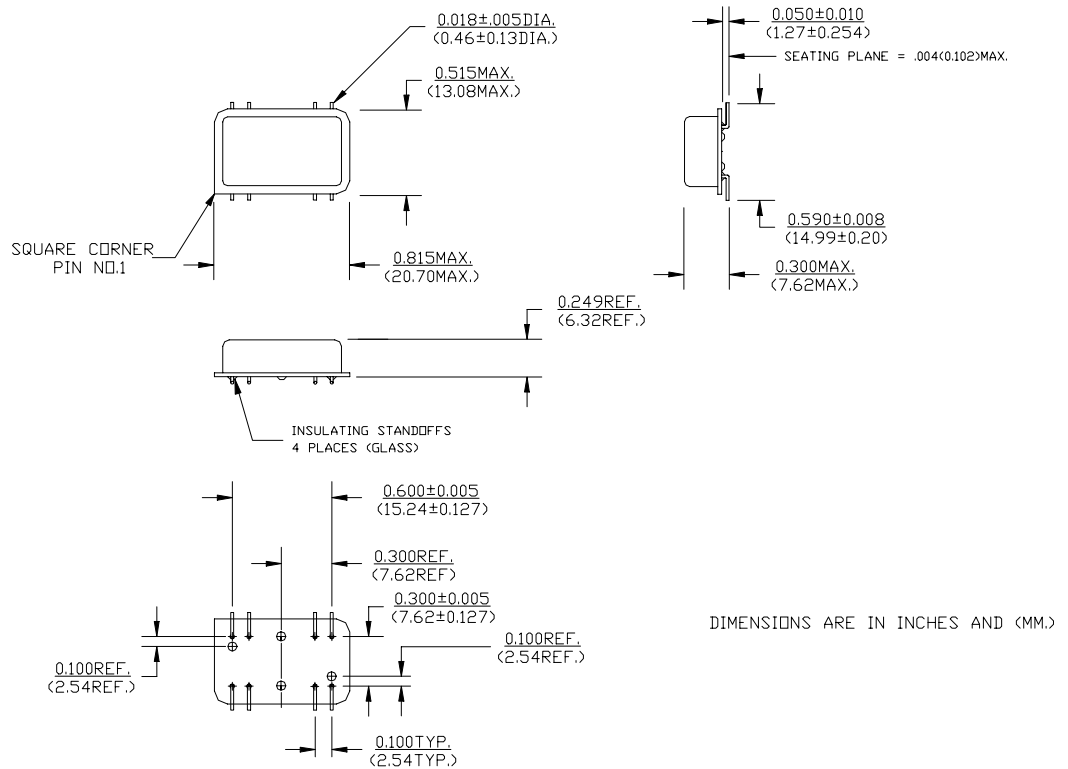 0.018±.005DIA.
(0.46±0.13DIA.)
0.515MAX.
(13.08MAX.)
SQUARE CORNER
PIN NO.1
0.815MAX.
(20.70MAX.)
0.050±0.010
(1.27±0.254)
SEATING PLANE = .004(0.102)MAX.
0.590±0.008
(14.99±0.20)
0.300MAX.
(7.62MAX.)
0.249REF.
(6.32REF.)
INSULATING STANDOFFS
4 PLACES (GLASS)
0.600±0.005
(15.24±0.127)
0.300REF.
(7.62REF)
0.300±0.005
(7.62±0.127)
0.100REF.
(2.54REF.)
0.100REF.
(2.54REF.)
0.100TYP.
(2.54TYP.)
DIMENSIONS ARE IN INCHES AND (MM.)